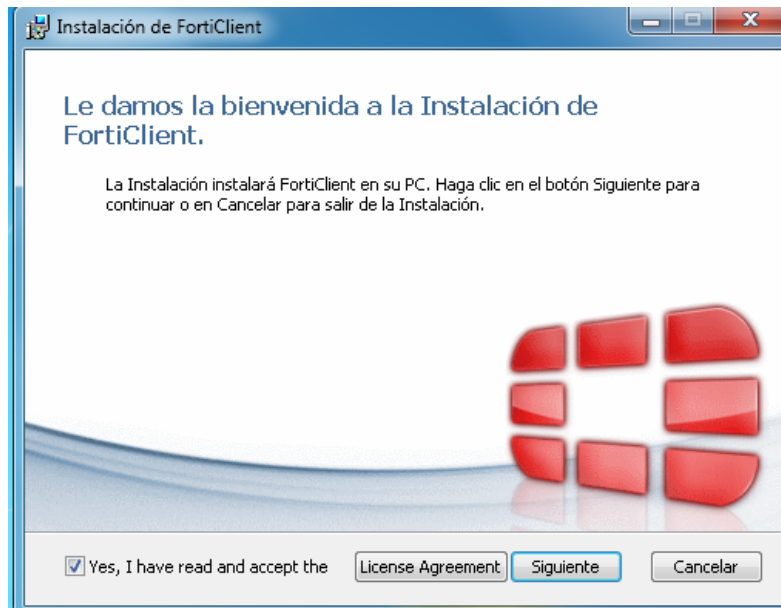 Instalación de FortiClient
Le damos la bienvenida a la Instalación de
FortiClient.
La Instalación instalará FortiClient en su PC. Haga clic en el botón Siguiente para
continuar o en Cancelar para salir de la Instalación.
Yes, I have read and accept the License Agreement Siguiente Cancelar